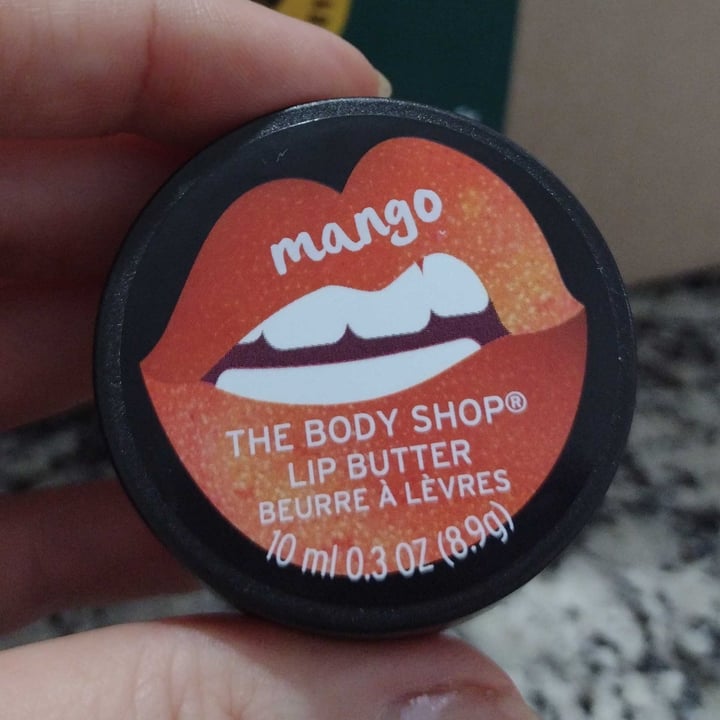 mango
THE BODY SHOP®
LIP BUTTER
BEURRE À LÈVRES
10 ml 0.3 OZ (8.9g)